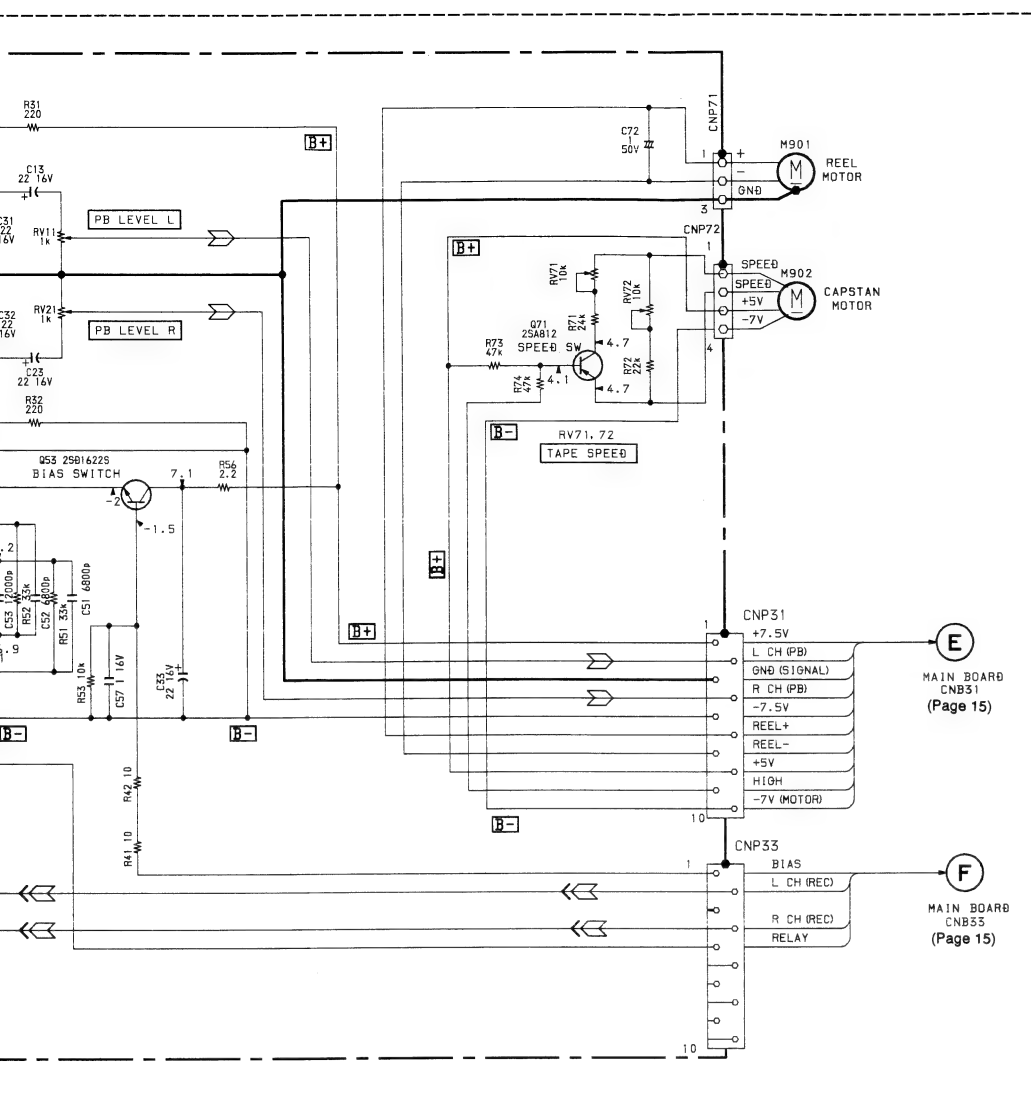 R31
220
B+
C13
22 16V
+
RV11
1k
PB LEVEL L
C31
22
16V
RV21
1k
PB LEVEL R
C32
22
16V
+
C23
22 16V
R32
220
Q53 2SD1622S
BIAS SWITCH
7.1
R56
2.2
-2
-1.5
.2
C53 12000p
R52 33k
C52 6800p
R51 33k
C51 6800p
.9
R53 10k
C57 1 16V
C33
22 16V
+
B-
B-
R42 10
R41 10
C72
1
50V
CNP71
1
+
-
GND
3
M901
M
REEL
MOTOR
CNP72
1
SPEED
SPEED
+5V
-7V
4
M902
M
CAPSTAN
MOTOR
B+
RV71
10k
RV72
10k
R71
24k
R72
22k
Q71
2SA812
SPEED SW
4.7
4.1
4.7
R73
47k
R74
47k
B-
RV71, 72
TAPE SPEED
B+
B+
CNP31
1
+7.5V
L CH (PB)
GND (SIGNAL)
R CH (PB)
-7.5V
REEL+
REEL-
+5V
HIGH
-7V (MOTOR)
10
E
MAIN BOARD
CNB31
(Page 15)
B-
CNP33
1
BIAS
L CH (REC)
R CH (REC)
RELAY
10
F
MAIN BOARD
CNB33
(Page 15)